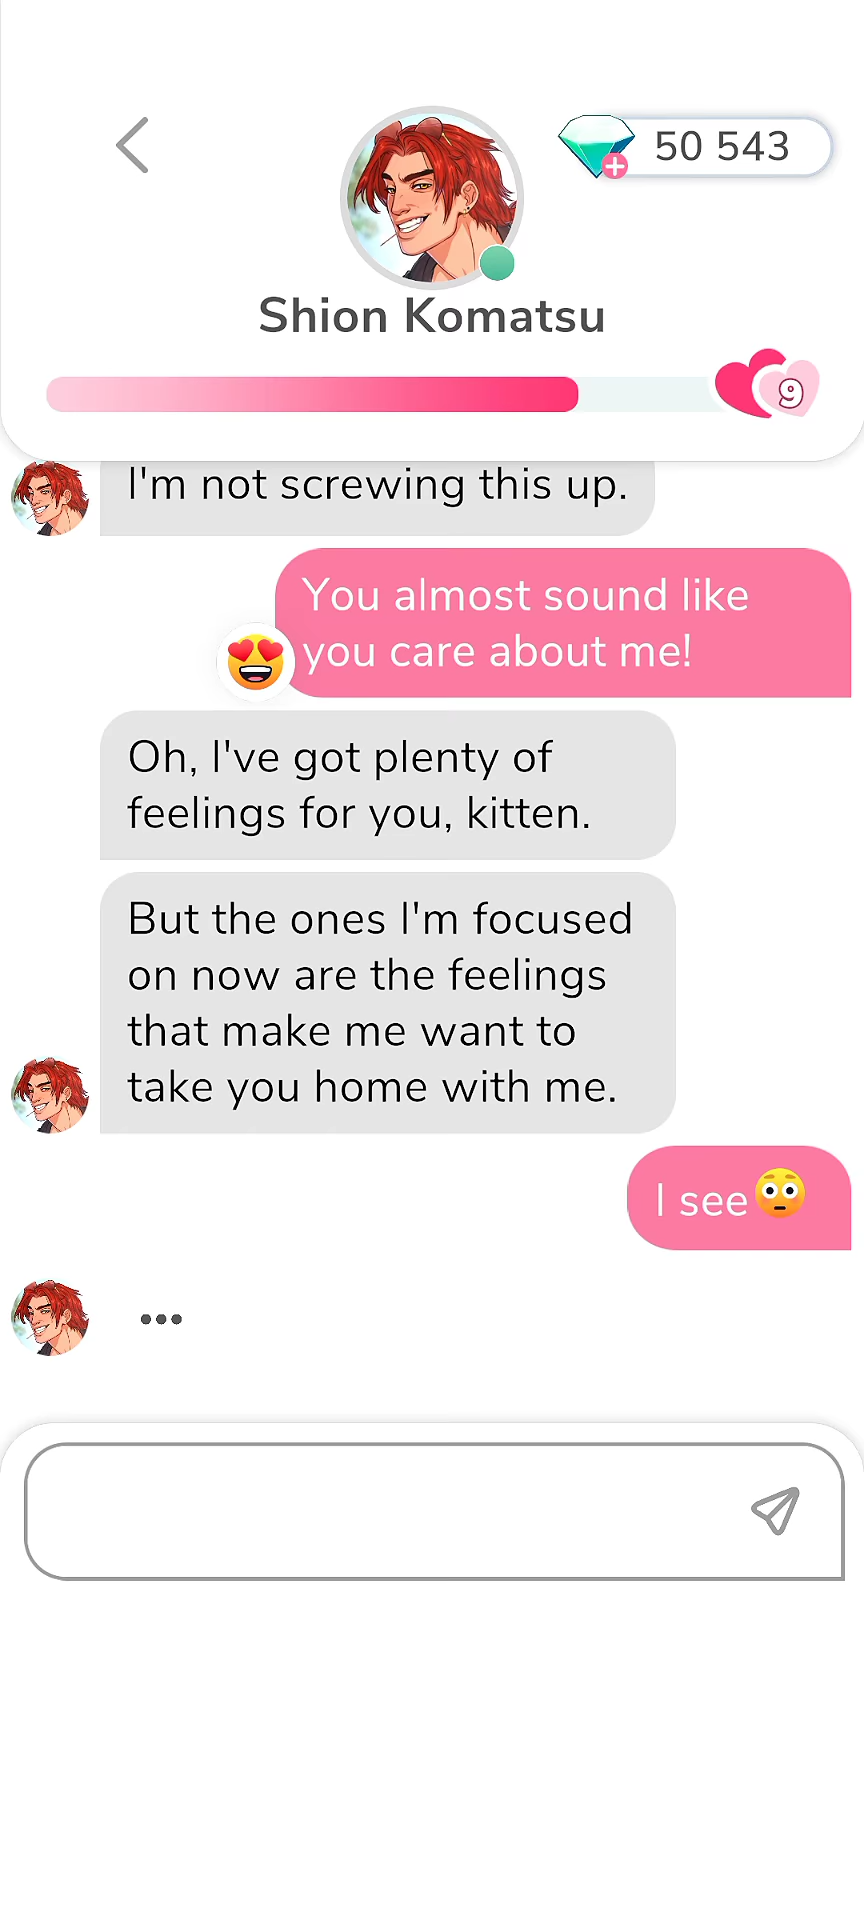 50 543
Shion Komatsu
9
I'm not screwing this up.
You almost sound like
you care about me!
Oh, I've got plenty of
feelings for you, kitten.
But the ones I'm focused
on now are the feelings
that make me want to
take you home with me.
I see😳